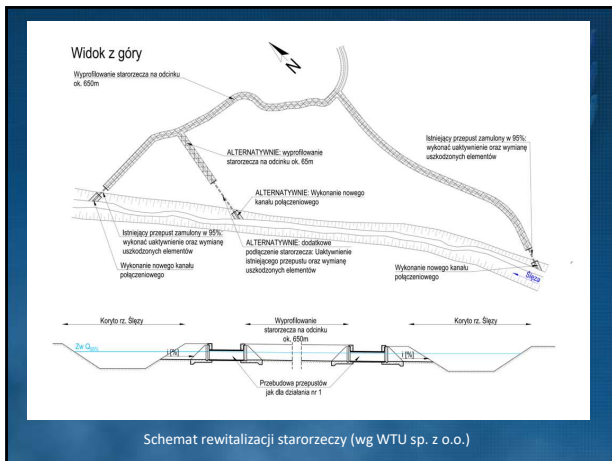 Widok z góry
N
Wyprofilowanie starorzecza na odcinku
ok. 650m
Istniejący przepust zamulony w 95%:
wykonać uaktywnienie oraz wymianę
uszkodzonych elementów
ALTERNATYWNIE: wyprofilowanie
starorzecza na odcinku ok. 65m
ALTERNATYWNIE: Wykonanie nowego
kanału połączeniowego
Istniejący przepust zamulony w 95%:
wykonać uaktywnienie oraz wymianę
uszkodzonych elementów
Wykonanie nowego kanału
połączeniowego
ALTERNATYWNIE: dodatkowe
podłączenie starorzecza: Uaktywnienie
istniejącego przepustu oraz wymianę
uszkodzonych elementów
Wykonanie nowego kanału
połączeniowego
Ślęza
Koryto rz. Ślęzy
Wyprofilowanie
starorzecza na odcinku
ok. 650m
Koryto rz. Ślęzy
i [%]
i [%]
Przebudowa przepustów
jak dla działania nr 1
Schemat rewitalizacji starorzeczy (wg WTU sp. z o.o.)